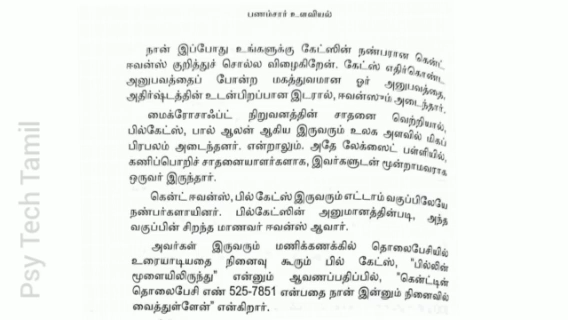 பணம்சார் உளவியல்
நான் இப்போது உங்களுக்கு கேட்ஸின் நண்பரான கென்ட்
ஈவன்ஸ் குறித்துச் சொல்ல விழைகிறேன். கேட்ஸ் எதிர்கொண்ட
அனுபவத்தைப் போன்ற மகத்துவமான ஓர் அனுபவத்தை,
அதிர்ஷ்டத்தின் உடன்பிறப்பான இடரால், ஈவன்ஸும் அடைந்தார்.
மைக்ரோசாஃப்ட் நிறுவனத்தின் சாதனை வெற்றியால்,
பில்கேட்ஸ், பால் ஆலன் ஆகிய இருவரும் உலக அளவில் மிகப்
பிரபலம் அடைந்தனர். என்றாலும். அதே லேக்ஸைட் பள்ளியில்,
கணிப்பொறிச் சாதனையாளர்களாக, இவர்களுடன் மூன்றாமவராக
ஒருவர் இருந்தார்.
கென்ட் ஈவன்ஸ், பில் கேட்ஸ் இருவரும் எட்டாம் வகுப்பிலேயே
நண்பர்களாயினர். பில்கேட்ஸின் அனுமானத்தின்படி, அந்த
வகுப்பின் சிறந்த மாணவர் ஈவன்ஸ் ஆவார்.
அவர்கள் இருவரும் மணிக்கணக்கில் தொலைபேசியில்
உரையாடியதை நினைவு கூரும் பில் கேட்ஸ், "பில்லின்
மூளையிலிருந்து" என்னும் ஆவணப்பதிப்பில், "கென்ட்டின்
தொலைபேசி எண் 525-7851 என்பதை நான் இன்னும் நினைவில்
வைத்துள்ளேன்" என்கிறார்.
Psy Tech Tamil